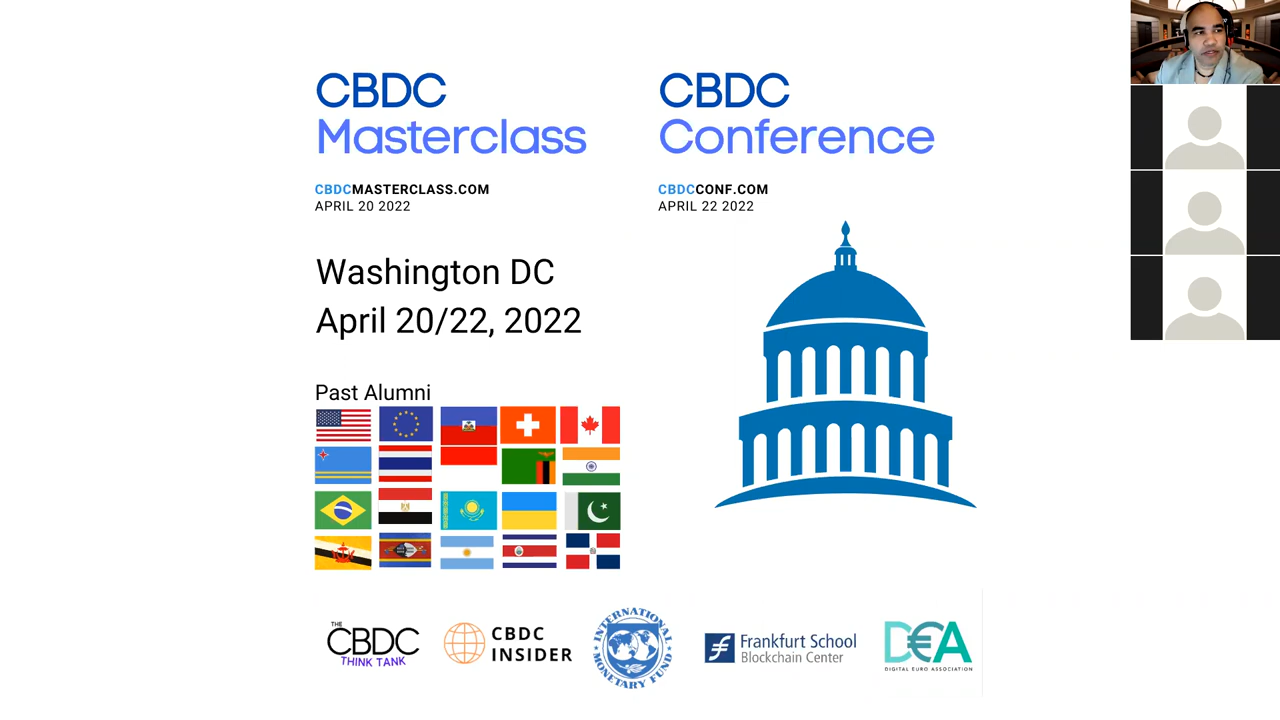 CBDC
Masterclass
CBDCMASTERCLASS.COM
APRIL 20 2022
CBDC
Conference
CBDCCONF.COM
APRIL 22 2022
Washington DC
April 20/22, 2022
Past Alumni
THE
CBDC
THINK TANK
CBDC
INSIDER
INTERNATIONAL
MONETARY FUND
Frankfurt School
Blockchain Center
D€A
DIGITAL EURO ASSOCIATION